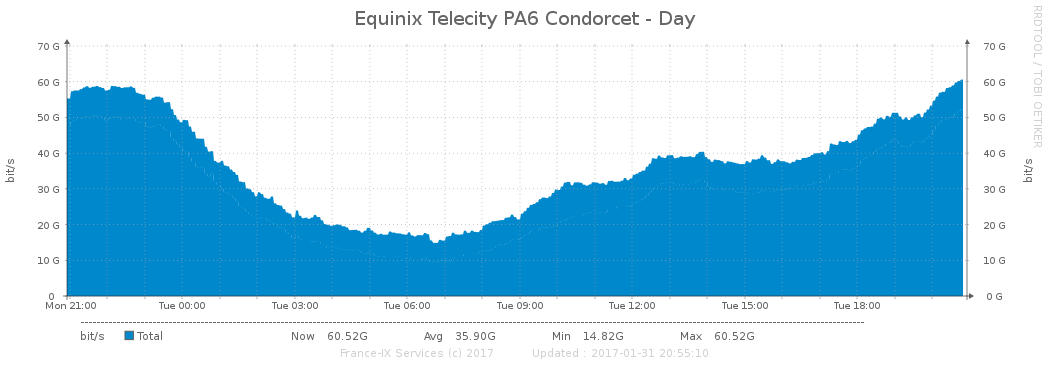 Equinix Telecity PA6 Condorcet - Day
RRDTOOL / TOBI OETIKER
bit/s
70 G 70 G
60 G 60 G
50 G 50 G
40 G 40 G
30 G 30 G
20 G 20 G
10 G 10 G
0 0 G
bit/s
Mon 21:00 Tue 00:00 Tue 03:00 Tue 06:00 Tue 09:00 Tue 12:00 Tue 15:00 Tue 18:00
bit/s Total Now 60.52G Avg 35.90G Min 14.82G Max 60.52G
France-IX Services (c) 2017 Updated : 2017-01-31 20:55:10